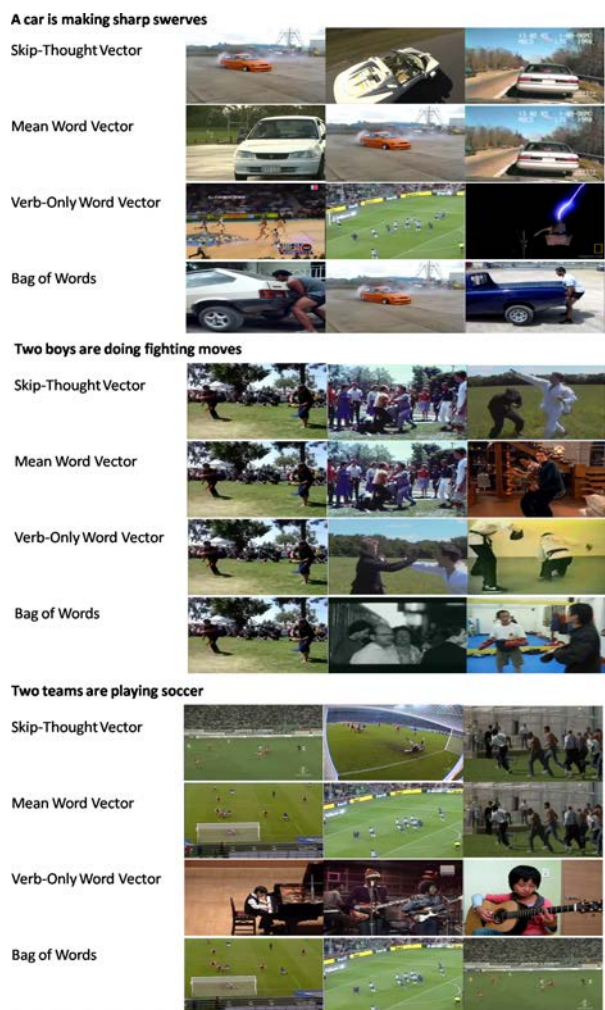 A car is making sharp swerves
Skip-Thought Vector
Mean Word Vector
Verb-Only Word Vector
Bag of Words
Two boys are doing fighting moves
Skip-Thought Vector
Mean Word Vector
Verb-Only Word Vector
Bag of Words
Two teams are playing soccer
Skip-Thought Vector
Mean Word Vector
Verb-Only Word Vector
Bag of Words